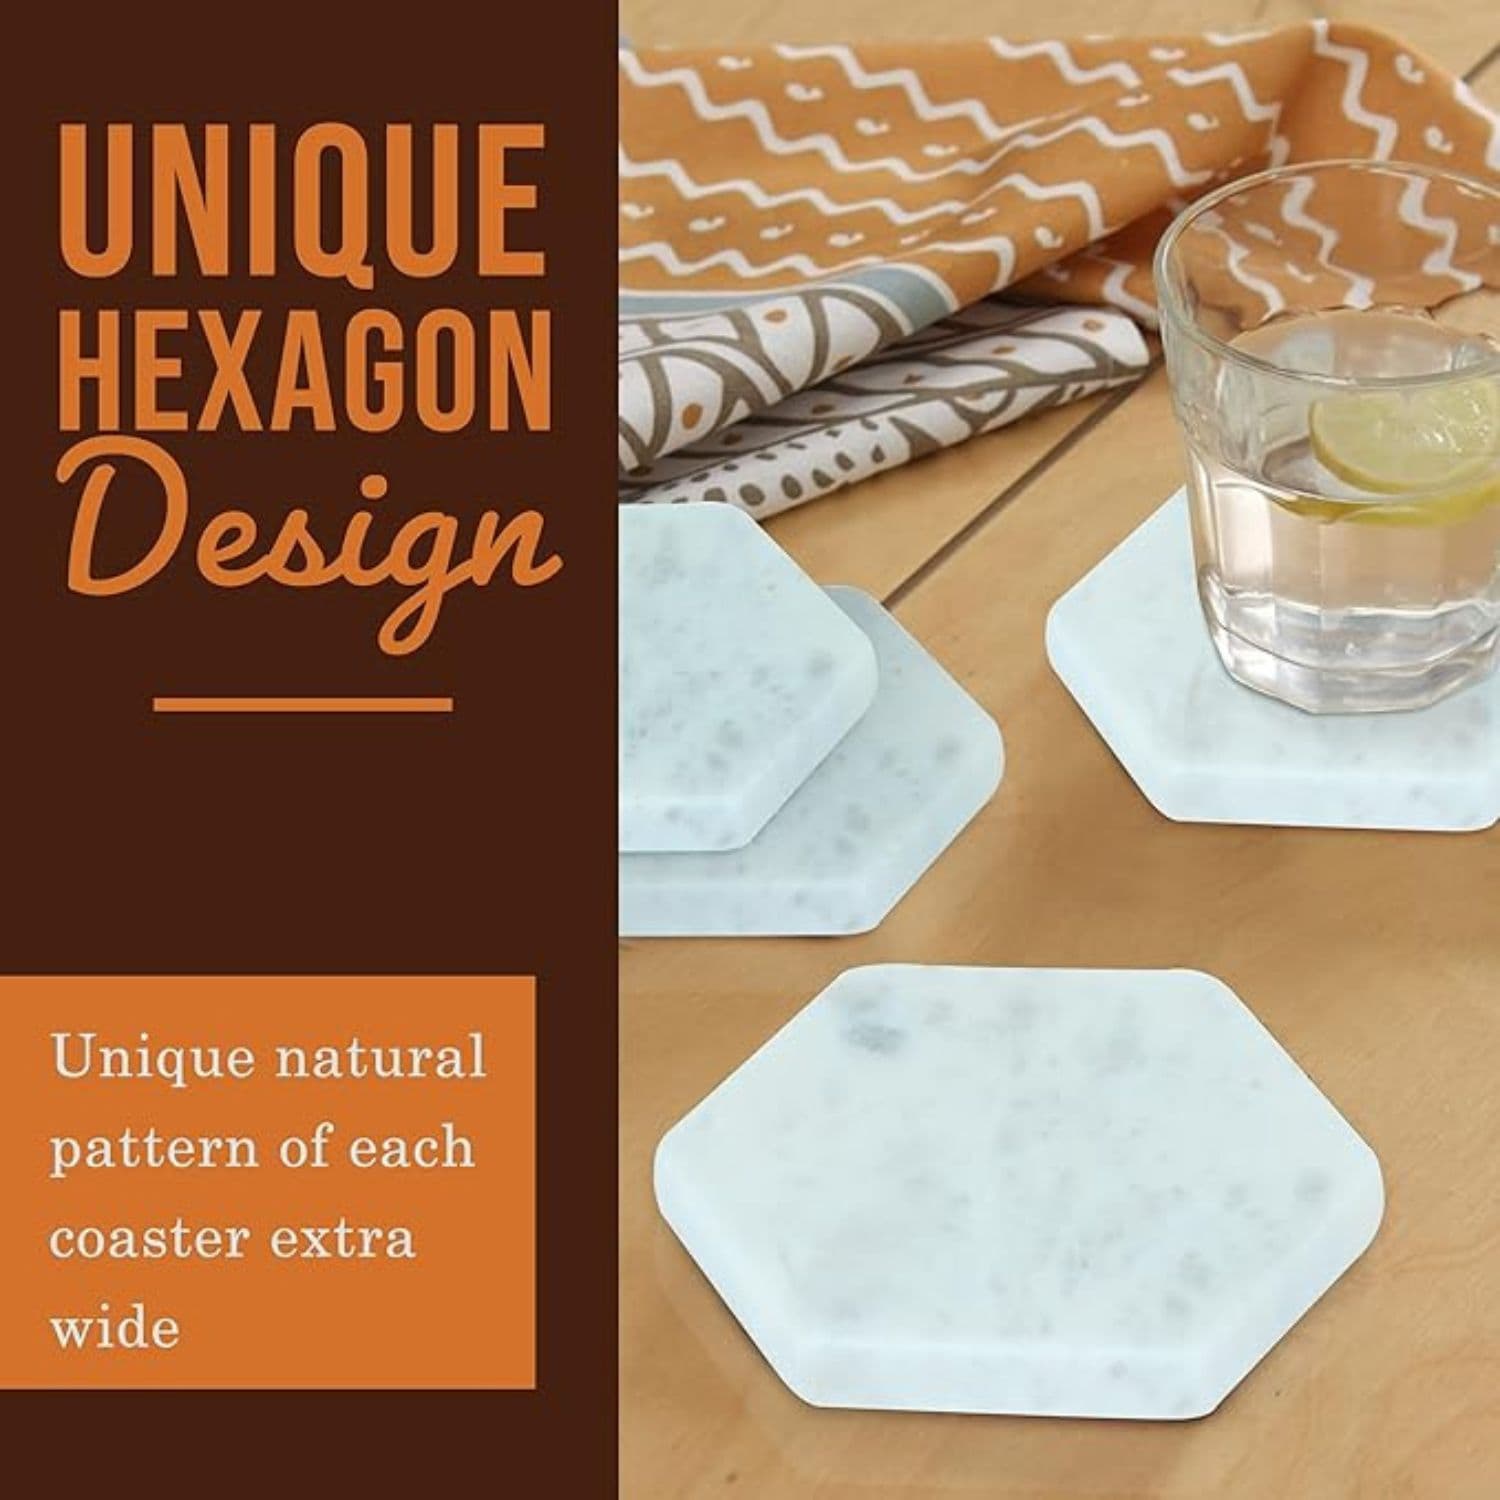 UNIQUE
HEXAGON
Design
Unique natural
pattern of each
coaster extra
wide